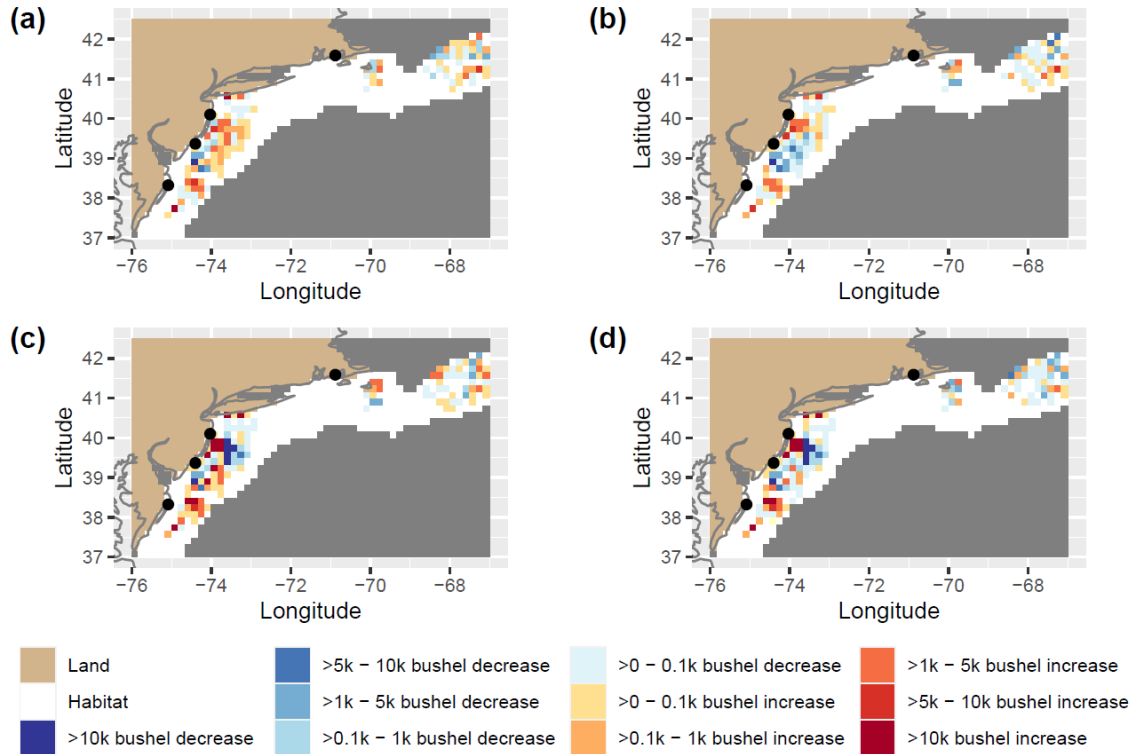 (a)
(b)
42
41
40
39
38
37
Latitude
−76
−74
−72
−70
−68
Longitude
42
41
40
39
38
37
Latitude
−76
−74
−72
−70
−68
Longitude
(c)
(d)
42
41
40
39
38
37
Latitude
−76
−74
−72
−70
−68
Longitude
42
41
40
39
38
37
Latitude
−76
−74
−72
−70
−68
Longitude
Land
Habitat
>10k bushel decrease
>5k − 10k bushel decrease
>1k − 5k bushel decrease
>0.1k − 1k bushel decrease
>0 − 0.1k bushel decrease
>0 − 0.1k bushel increase
>0.1k − 1k bushel increase
>1k − 5k bushel increase
>5k − 10k bushel increase
>10k bushel increase